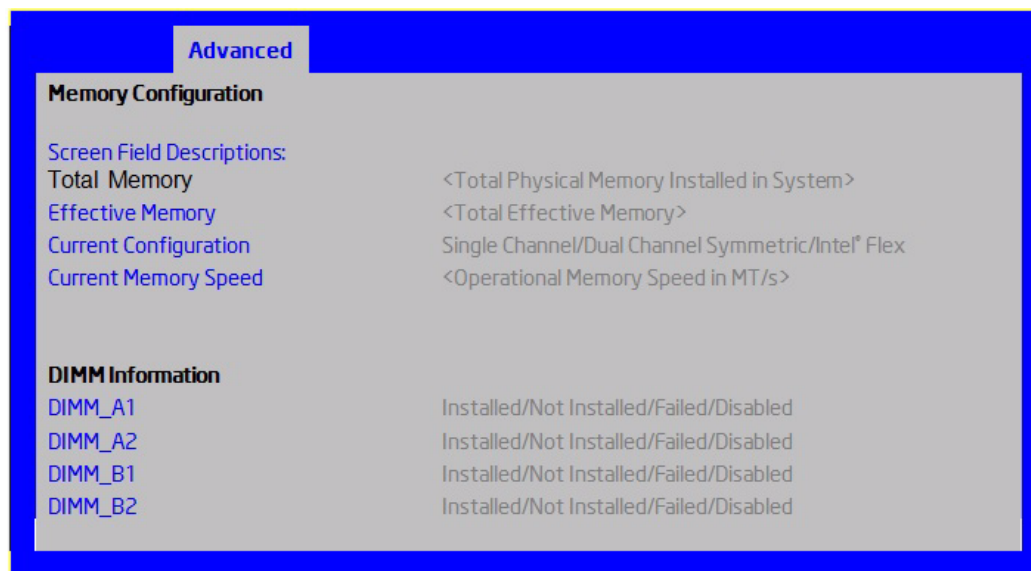 Advanced
Memory Configuration
Screen Field Descriptions:
Total Memory <Total Physical Memory Installed in System>
Effective Memory <Total Effective Memory>
Current Configuration Single Channel/Dual Channel Symmetric/Intel® Flex
Current Memory Speed <Operational Memory Speed in MT/s>
DIMM Information
DIMM_A1 Installed/Not Installed/Failed/Disabled
DIMM_A2 Installed/Not Installed/Failed/Disabled
DIMM_B1 Installed/Not Installed/Failed/Disabled
DIMM_B2 Installed/Not Installed/Failed/Disabled